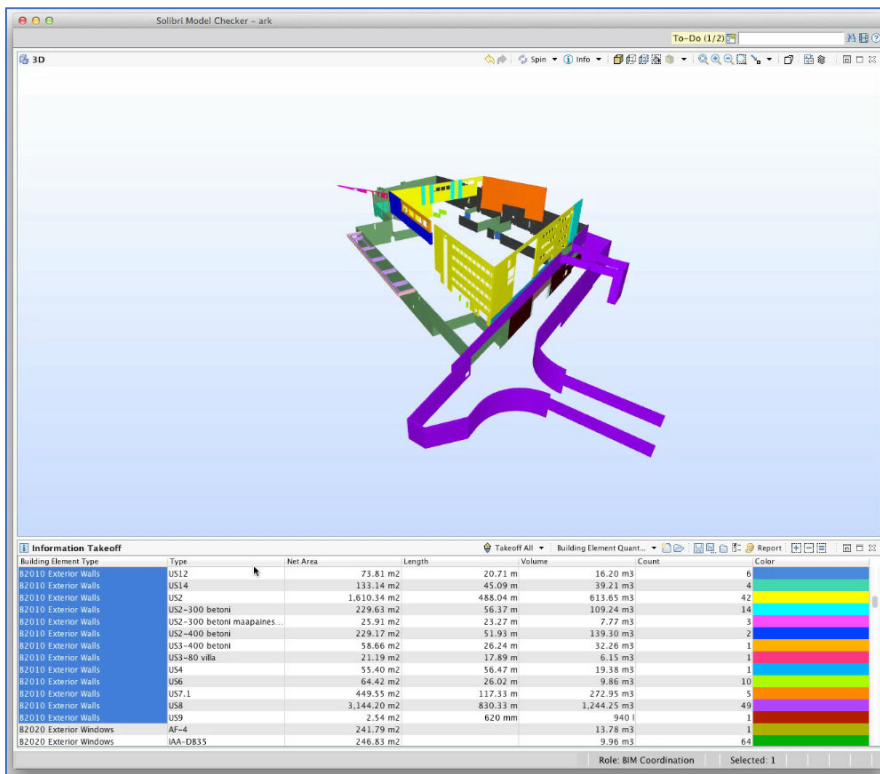 Solibri Model Checker - ark
To-Do (1/2)
3D Spin Info
Information Takeoff Takeoff All Building Element Quant... Report
Building Element Type Type Net Area Length Volume Count Color
B2010 Exterior Walls US12 73.81 m2 20.71 m 16.20 m3 6
B2010 Exterior Walls US14 133.14 m2 45.09 m 39.21 m3 4
B2010 Exterior Walls US2 1,610.34 m2 488.04 m 613.65 m3 42
B2010 Exterior Walls US2-300 betoni 229.63 m2 56.37 m 109.24 m3 14
B2010 Exterior Walls US2-300 betoni maapaines... 25.91 m2 23.27 m 7.77 m3 3
B2010 Exterior Walls US2-400 betoni 229.17 m2 51.93 m 139.30 m3 2
B2010 Exterior Walls US3-400 betoni 58.66 m2 26.24 m 32.26 m3 1
B2010 Exterior Walls US3-80 villa 21.19 m2 17.89 m 6.15 m3 1
B2010 Exterior Walls US4 55.40 m2 56.47 m 19.38 m3 1
B2010 Exterior Walls US6 64.42 m2 26.02 m 9.86 m3 10
B2010 Exterior Walls US7.1 449.55 m2 117.33 m 272.95 m3 5
B2010 Exterior Walls US8 3,144.20 m2 830.33 m 1,244.25 m3 49
B2010 Exterior Walls US9 2.54 m2 620 mm 940 l 1
B2020 Exterior Windows AF-4 241.79 m2 13.78 m3 1
B2020 Exterior Windows IAA-DB35 246.83 m2 9.96 m3 64
Role: BIM Coordination Selected: 1